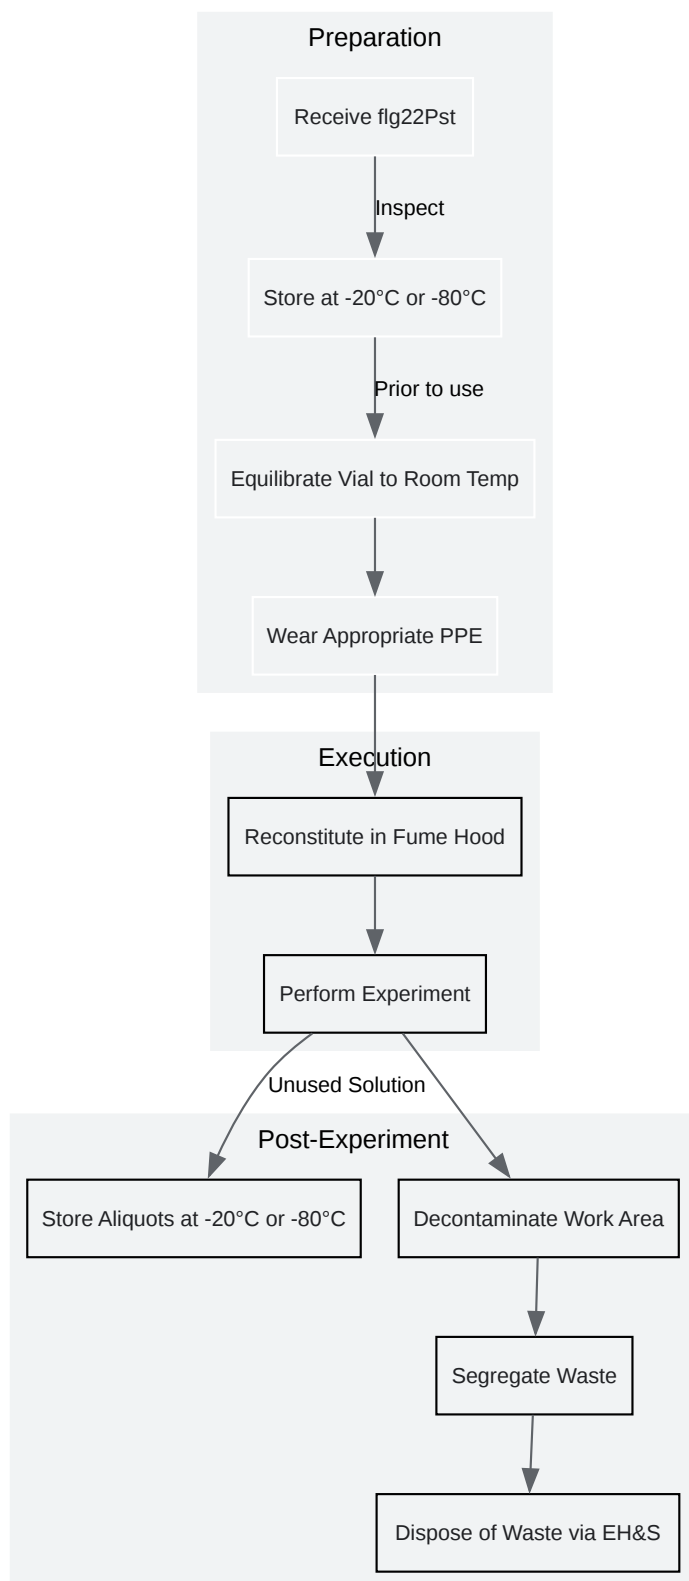 Preparation
Receive flg22Pst
Inspect
Store at -20°C or -80°C
Prior to use
Equilibrate Vial to Room Temp
Wear Appropriate PPE
Execution
Reconstitute in Fume Hood
Perform Experiment
Unused Solution
Post-Experiment
Store Aliquots at -20°C or -80°C
Decontaminate Work Area
Segregate Waste
Dispose of Waste via EH&S